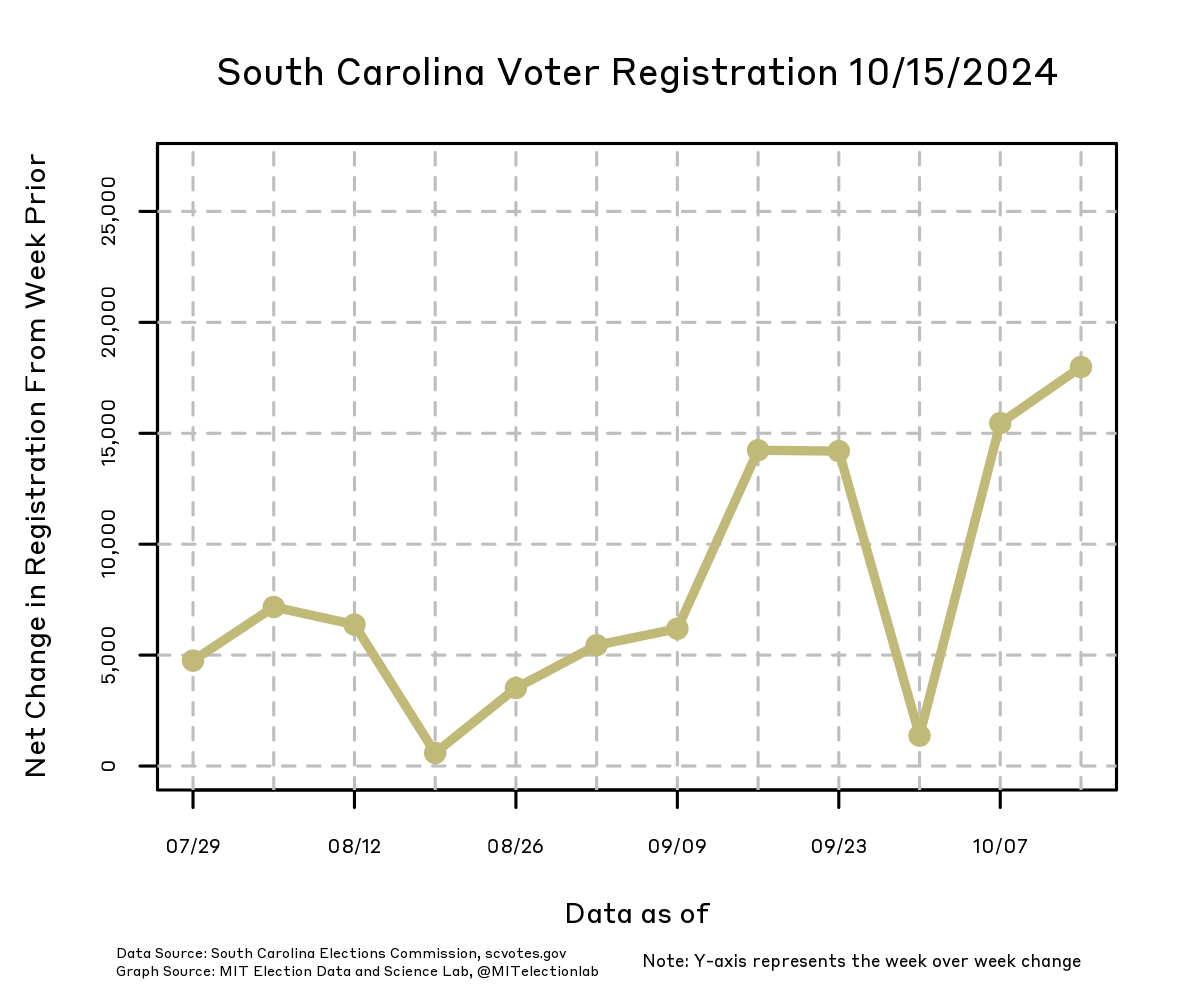 South Carolina Voter Registration 10/15/2024
Net Change in Registration From Week Prior
25,000
20,000
15,000
10,000
5,000
0
07/29 08/12 08/26 09/09 09/23 10/07
Data as of
Data Source: South Carolina Elections Commission, scvotes.gov
Graph Source: MIT Election Data and Science Lab, @MITelectionlab
Note: Y-axis represents the week over week change